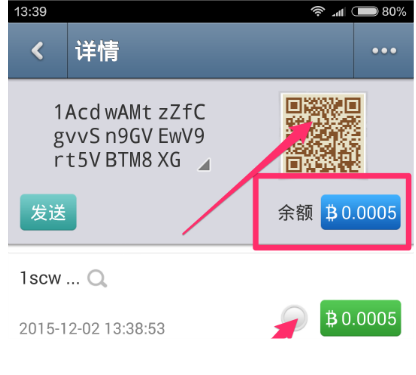 13:39 80%
详情
1Acd wAMt zZfC
gvvS n9GV EwV9
rt5V BTM8 XG
发送 余额 ₿ 0.0005
1scw ...
2015-12-02 13:38:53 ₿ 0.0005